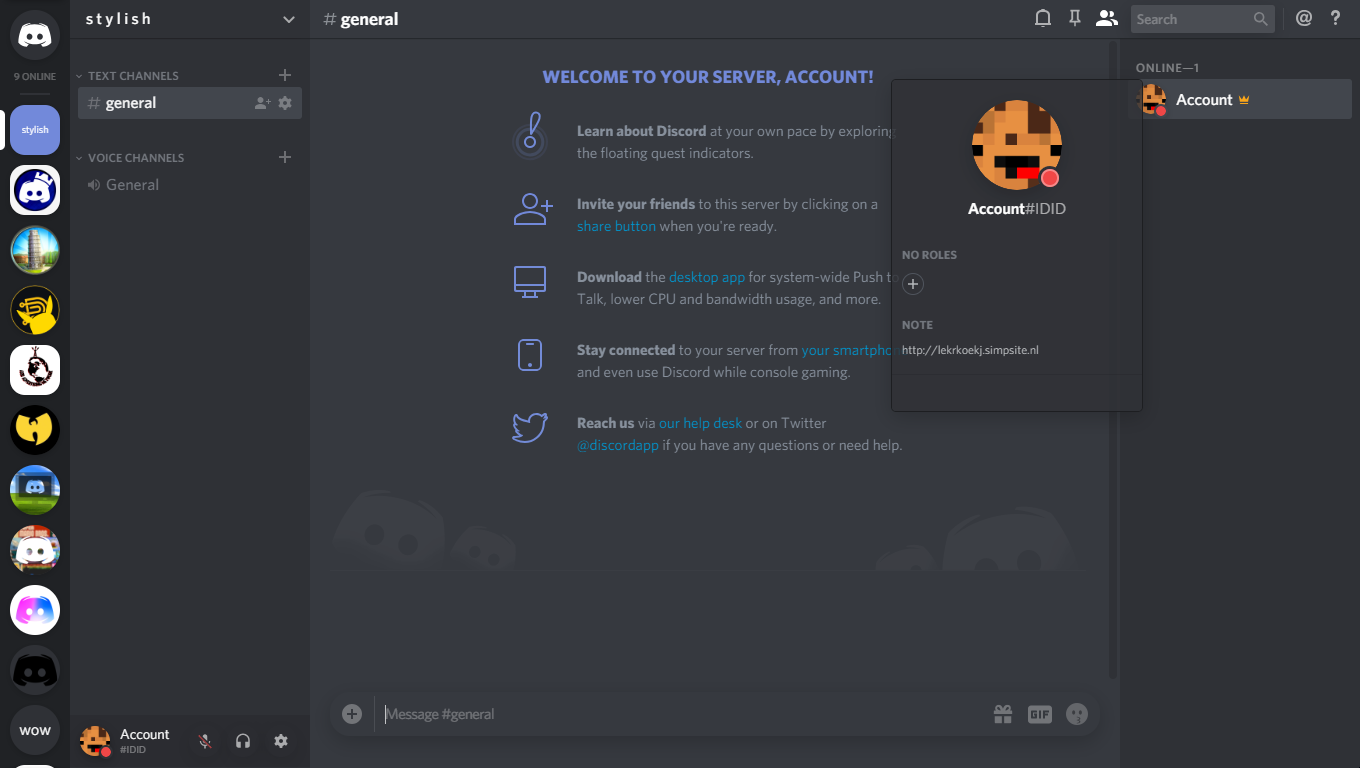 9 ONLINE
stylish
WOW
stylish
TEXT CHANNELS
# general
VOICE CHANNELS
General
Account
#IDID
# general
Search
@ ?
WELCOME TO YOUR SERVER, ACCOUNT!
Learn about Discord at your own pace by exploring
the floating quest indicators.
Invite your friends to this server by clicking on a
share button when you're ready.
Download the desktop app for system-wide Push to
Talk, lower CPU and bandwidth usage, and more.
Stay connected to your server from your smartpho
and even use Discord while console gaming.
Reach us via our help desk or on Twitter
@discordapp if you have any questions or need help.
Message #general
GIF
Account#IDID
NO ROLES
NOTE
http://lekrkoekj.simpsite.nl
ONLINE—1
Account